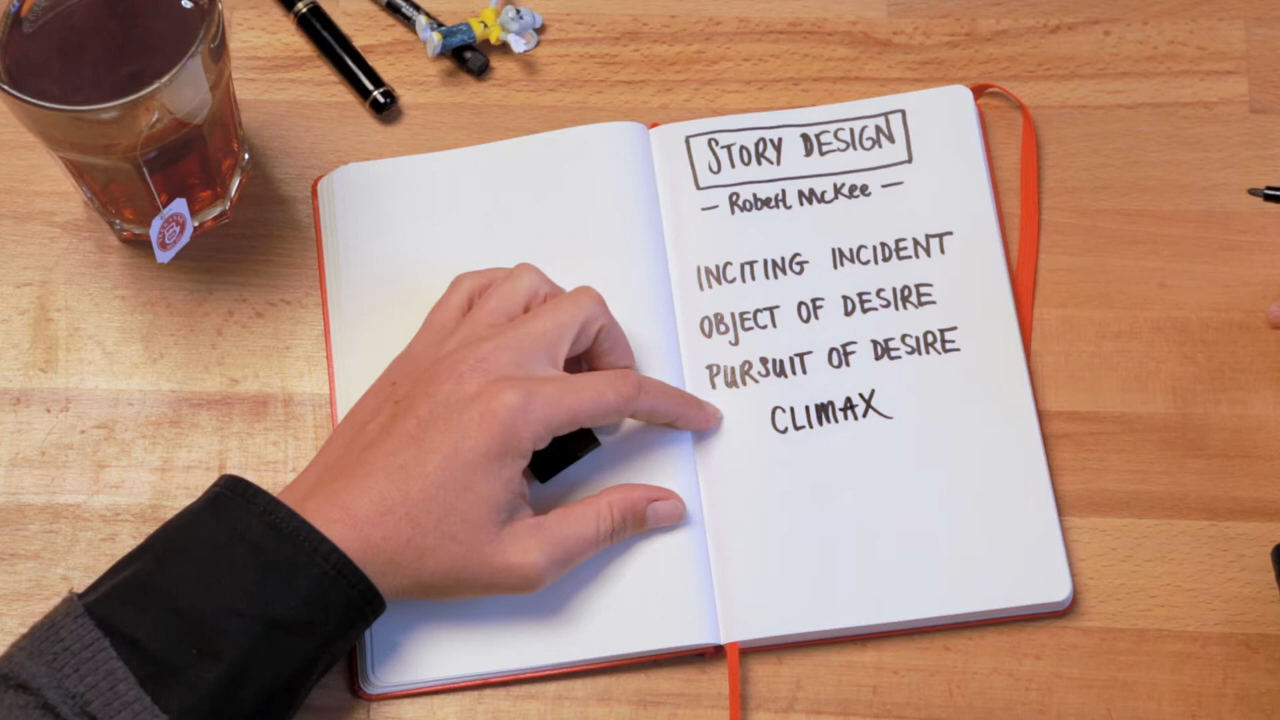 STORY DESIGN
— Robert McKee —
INCITING INCIDENT
OBJECT OF DESIRE
PURSUIT OF DESIRE
CLIMAX